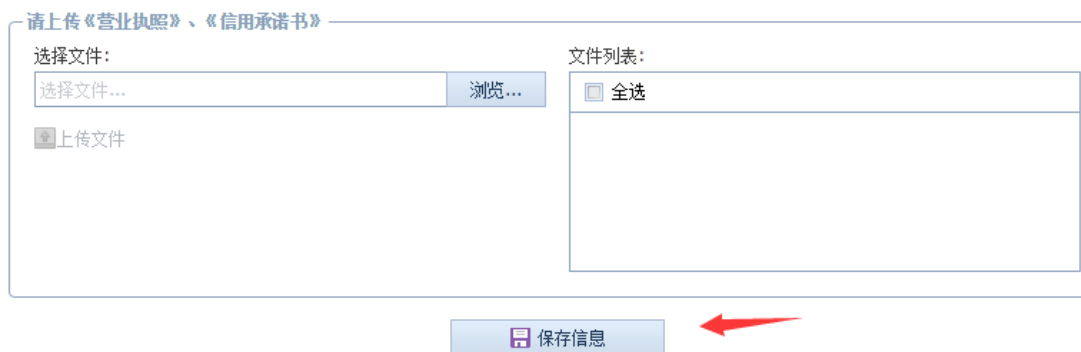 请上传《营业执照》、《信用承诺书》
选择文件：
文件列表：
选择文件...
浏览...
全选
上传文件
保存信息